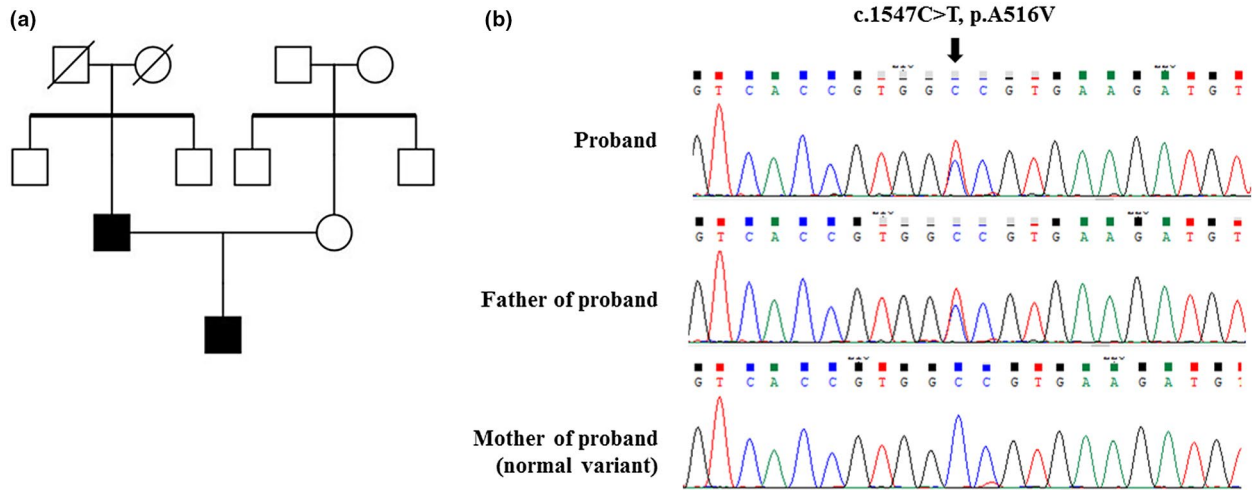 (a)
(b)
c.1547C>T, p.A516V
G T C A C C G T G G C C G T G A A G A T G T
Proband
G T C A C C G T G G C C G T G A A G A T G T
Father of proband
G T C A C C G T G G C C G T G A A G A T G
Mother of proband
(normal variant)